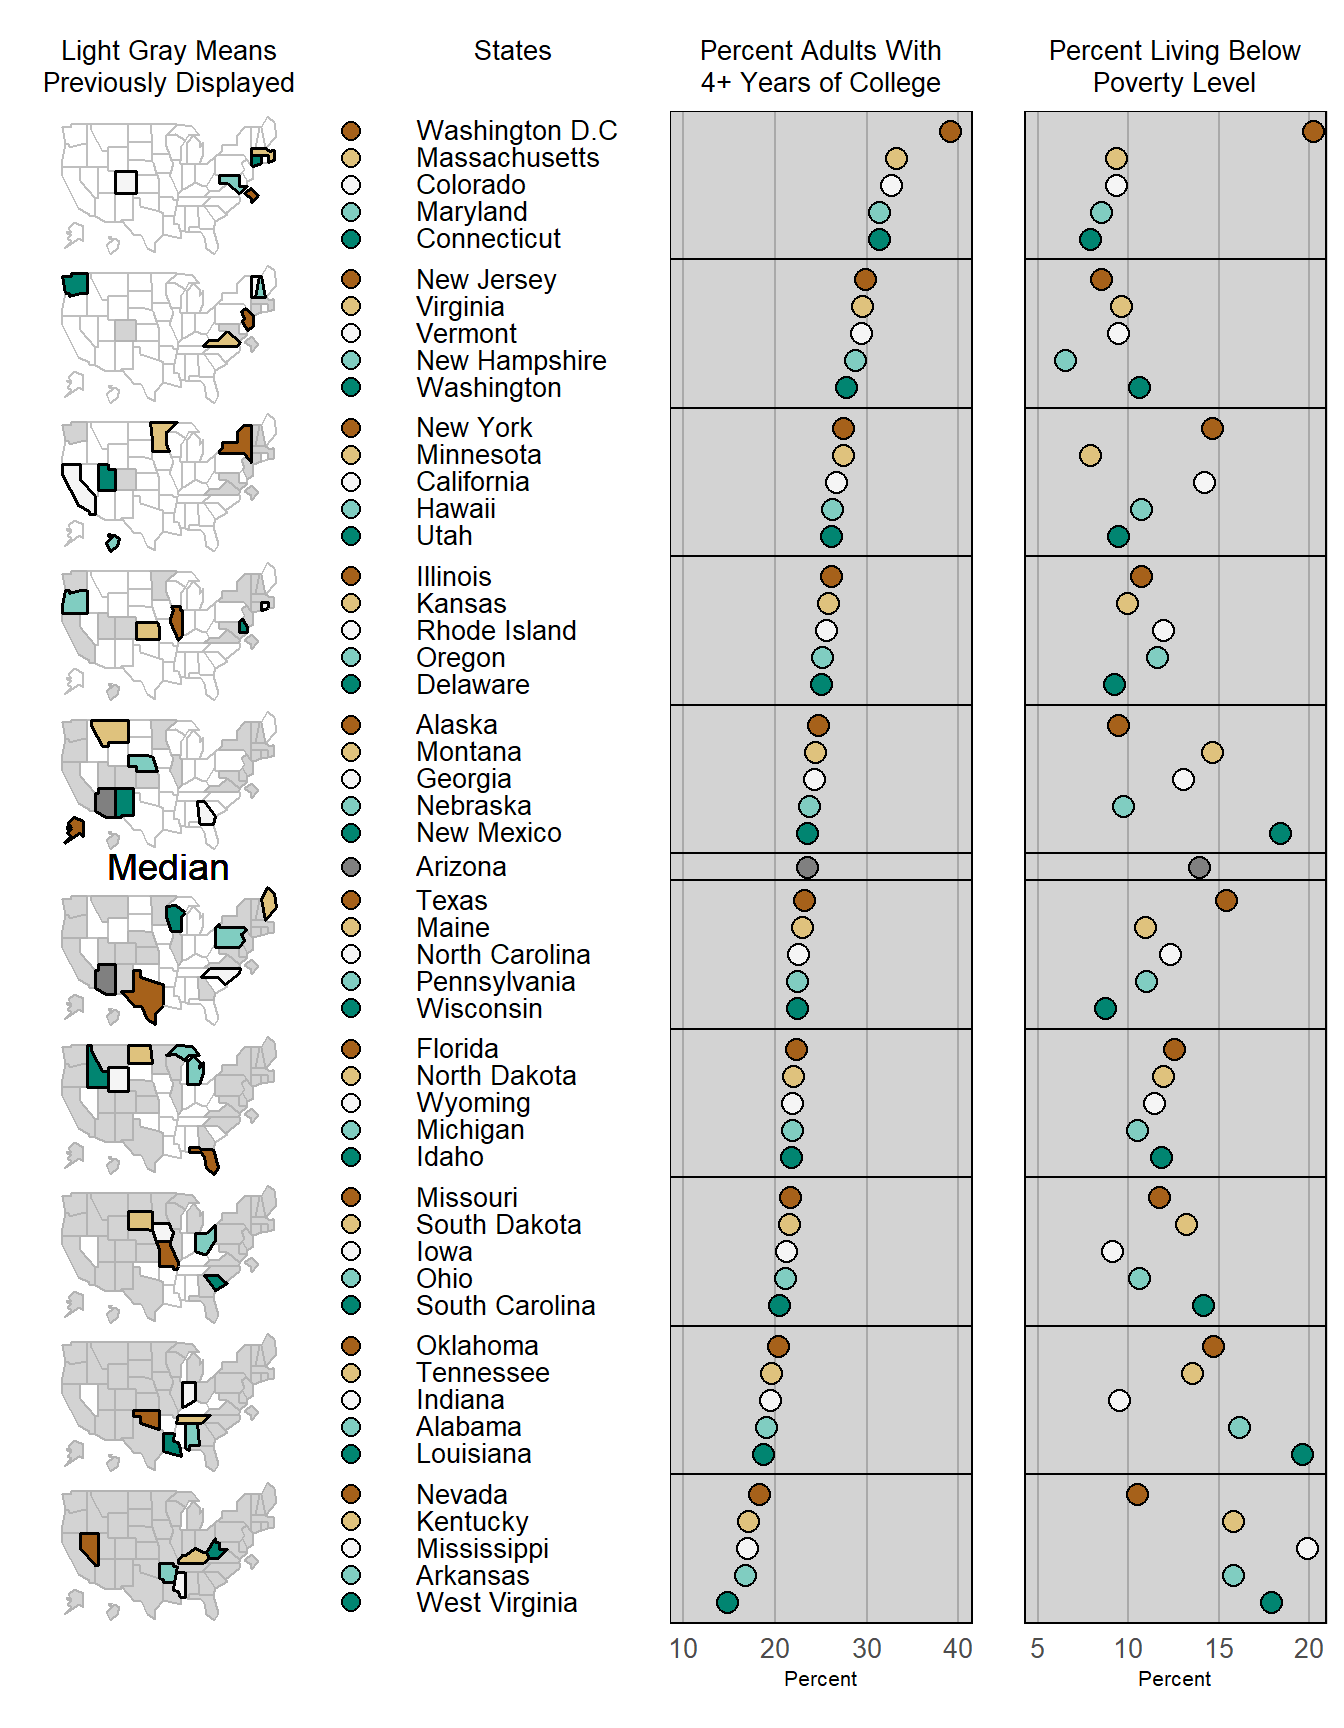 Light Gray Means
Previously Displayed
States
Percent Adults With
4+ Years of College
Percent Living Below
Poverty Level
Washington D.C
Massachusetts
Colorado
Maryland
Connecticut
New Jersey
Virginia
Vermont
New Hampshire
Washington
New York
Minnesota
California
Hawaii
Utah
Illinois
Kansas
Rhode Island
Oregon
Delaware
Alaska
Montana
Georgia
Nebraska
New Mexico
Median
Arizona
Texas
Maine
North Carolina
Pennsylvania
Wisconsin
Florida
North Dakota
Wyoming
Michigan
Idaho
Missouri
South Dakota
Iowa
Ohio
South Carolina
Oklahoma
Tennessee
Indiana
Alabama
Louisiana
Nevada
Kentucky
Mississippi
Arkansas
West Virginia
10 20 30 40
Percent
5 10 15 20
Percent